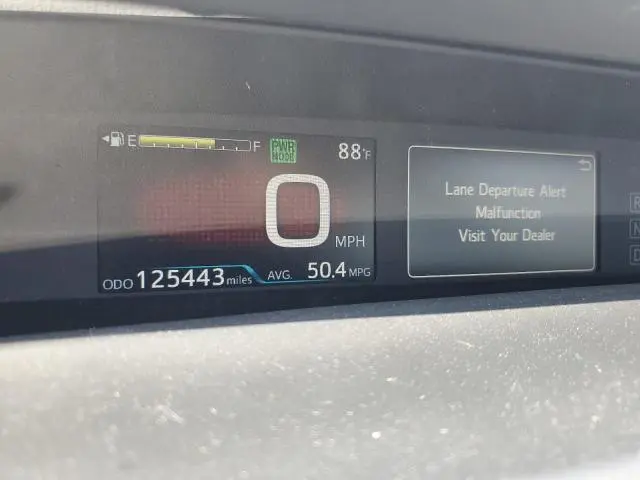 E F
PWR
MODE
88°F
0
MPH
ODO 125443 miles
AVG. 50.4 MPG
Lane Departure Alert
Malfunction
Visit Your Dealer
R
N
D